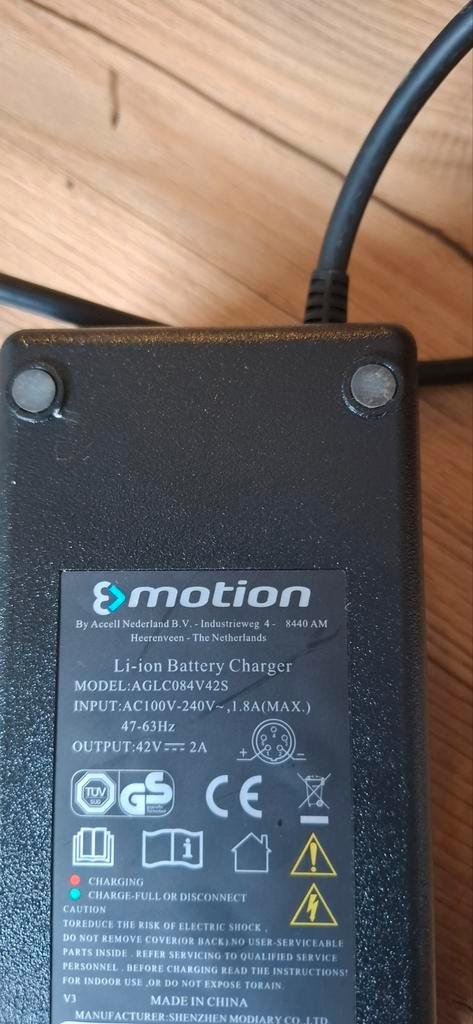 emotion
By Accell Nederland B.V. - Industrieweg 4 - 8440 AM
Heerenveen - The Netherlands
Li-ion Battery Charger
MODEL:AGLC084V42S
INPUT:AC100V-240V~,1.8A(MAX.)
47-63Hz
OUTPUT:42V⎓2A
+ -
TÜV
SÜD
GS
CE
i
CHARGING
CHARGE-FULL OR DISCONNECT
CAUTION
TOREDUCE THE RISK OF ELECTRIC SHOCK ,
DO NOT REMOVE COVER(OR BACK).NO USER-SERVICEABLE
PARTS INSIDE . REFER SERVICING TO QUALIFIED SERVICE
PERSONNEL . BEFORE CHARGING READ THE INSTRUCTIONS!
FOR INDOOR USE ,OR DO NOT EXPOSE TORAIN.
V3 MADE IN CHINA
MANUFACTURER:SHENZHEN MODIARY CO.,LTD